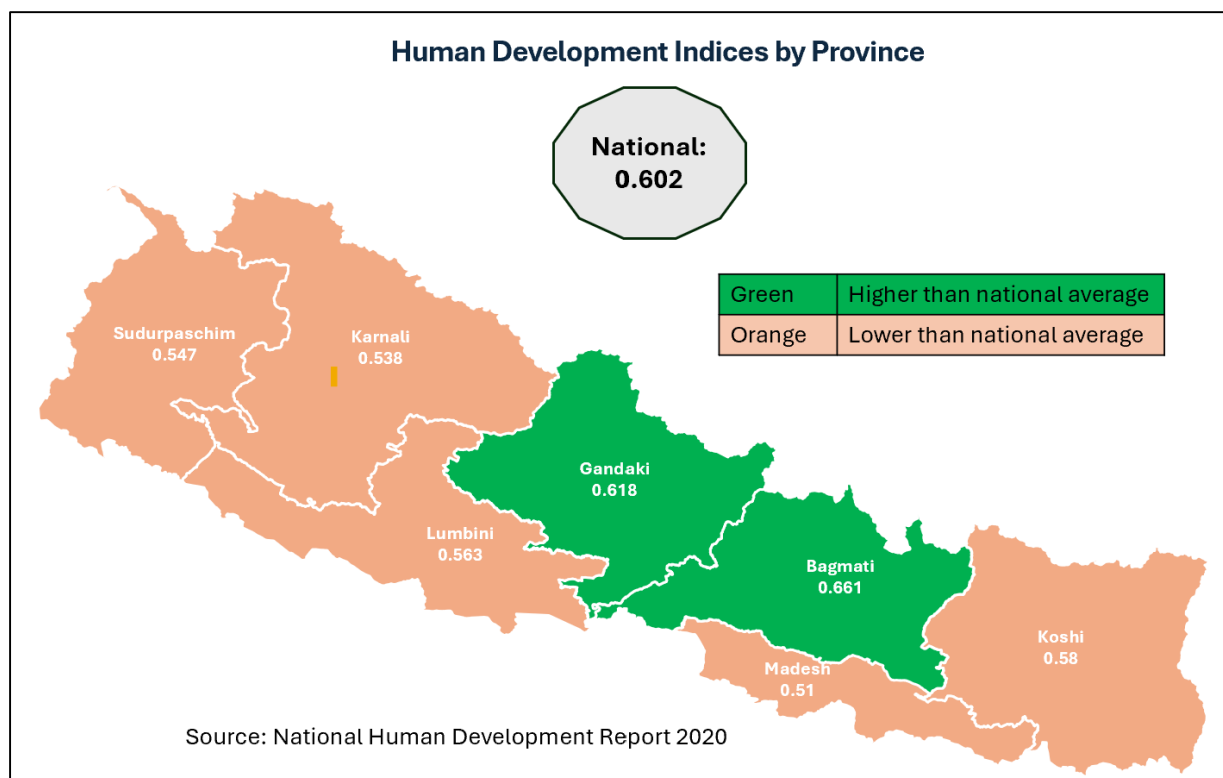 Human Development Indices by Province
National:
0.602
Green Higher than national average
Orange Lower than national average
Sudurpaschim
0.547
Karnali
0.538
Gandaki
0.618
Lumbini
0.563
Bagmati
0.661
Koshi
0.58
Madesh
0.51
Source: National Human Development Report 2020